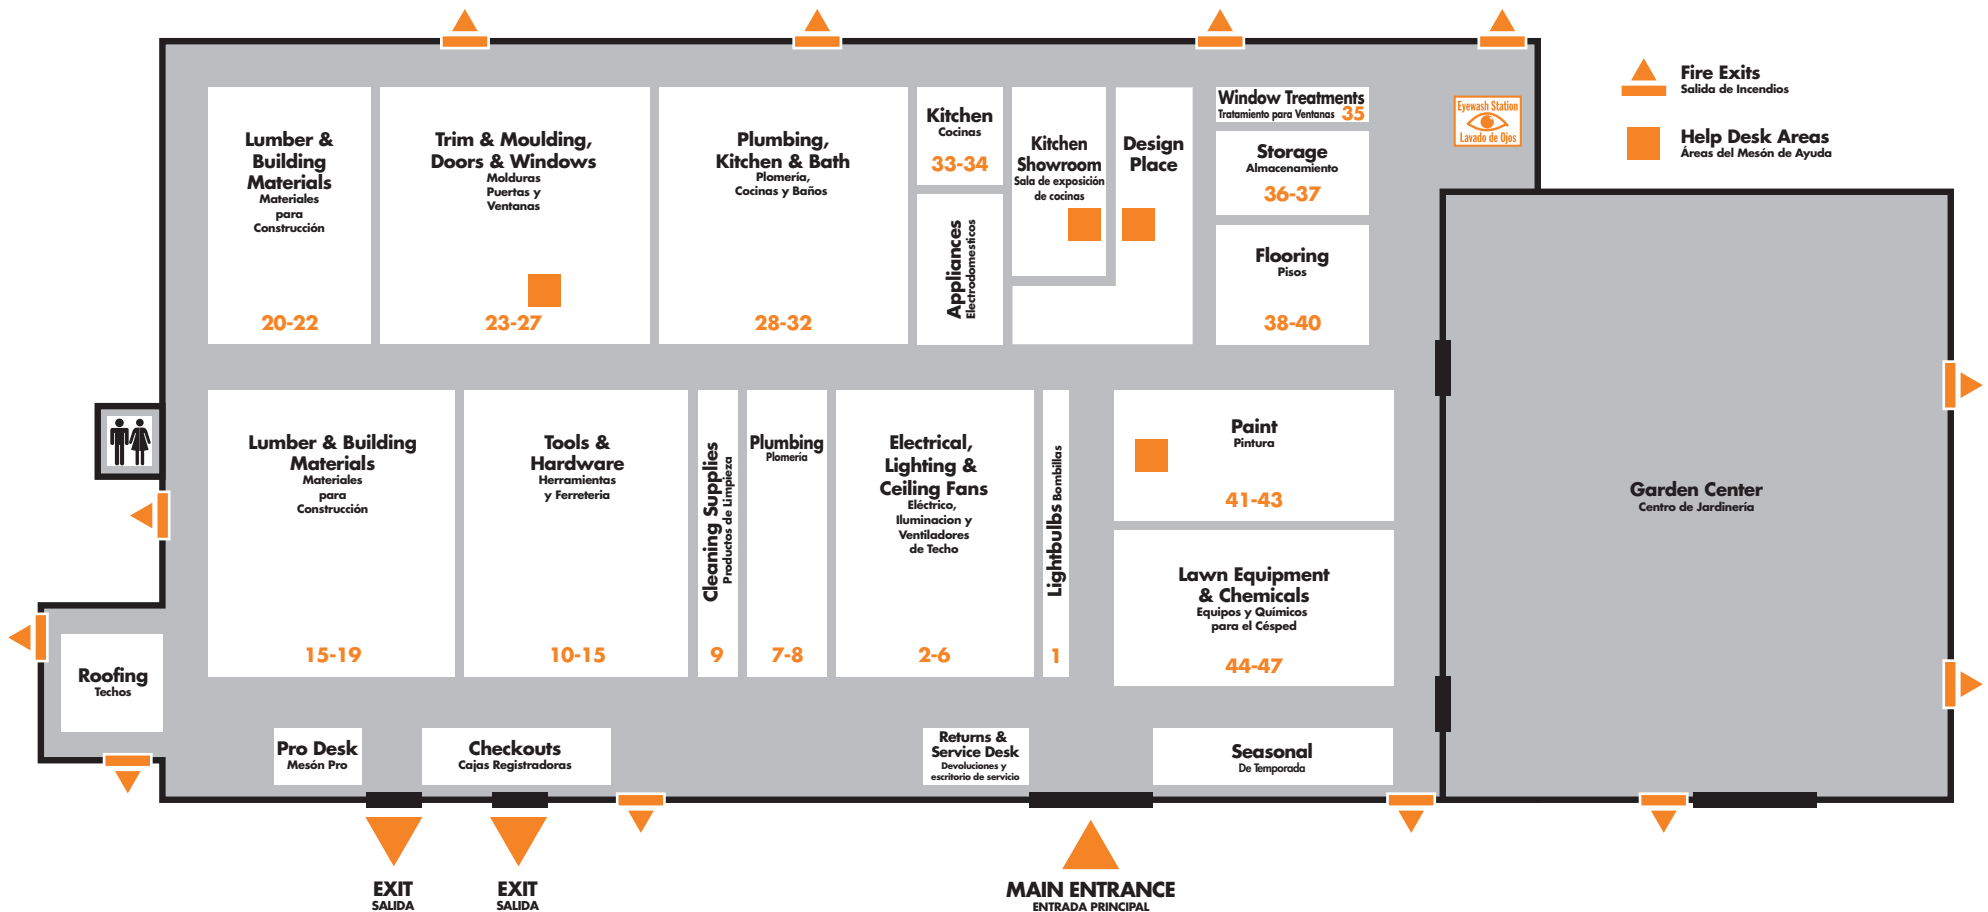 Fire Exits
Salida de Incendios
Help Desk Areas
Áreas del Mesón de Ayuda
Eyewash Station
Lavado de Ojos
Lumber &
Building
Materials
Materiales
para
Construcción
20-22
Trim & Moulding,
Doors & Windows
Molduras
Puertas y
Ventanas
23-27
Plumbing,
Kitchen & Bath
Plomería,
Cocinas y Baños
28-32
Kitchen
Cocinas
33-34
Appliances
Electrodomesticos
Kitchen
Showroom
Sala de exposición
de cocinas
Design
Place
Window Treatments
Tratamiento para Ventanas 35
Storage
Almacenamiento
36-37
Flooring
Pisos
38-40
Lumber & Building
Materials
Materiales
para
Construcción
15-19
Tools &
Hardware
Herramientas
y Ferreteria
10-15
Cleaning Supplies
Productos de Limpieza
9
Plumbing
Plomería
7-8
Electrical,
Lighting &
Ceiling Fans
Eléctrico,
Iluminacion y
Ventiladores
de Techo
2-6
Lightbulbs Bombillas
1
Paint
Pintura
41-43
Lawn Equipment
& Chemicals
Equipos y Químicos
para el Césped
44-47
Garden Center
Centro de Jardinería
Roofing
Techos
Pro Desk
Mesón Pro
Checkouts
Cajas Registradoras
Returns &
Service Desk
Devoluciones y
escritorio de servicio
Seasonal
De Temporada
EXIT
SALIDA
EXIT
SALIDA
MAIN ENTRANCE
ENTRADA PRINCIPAL